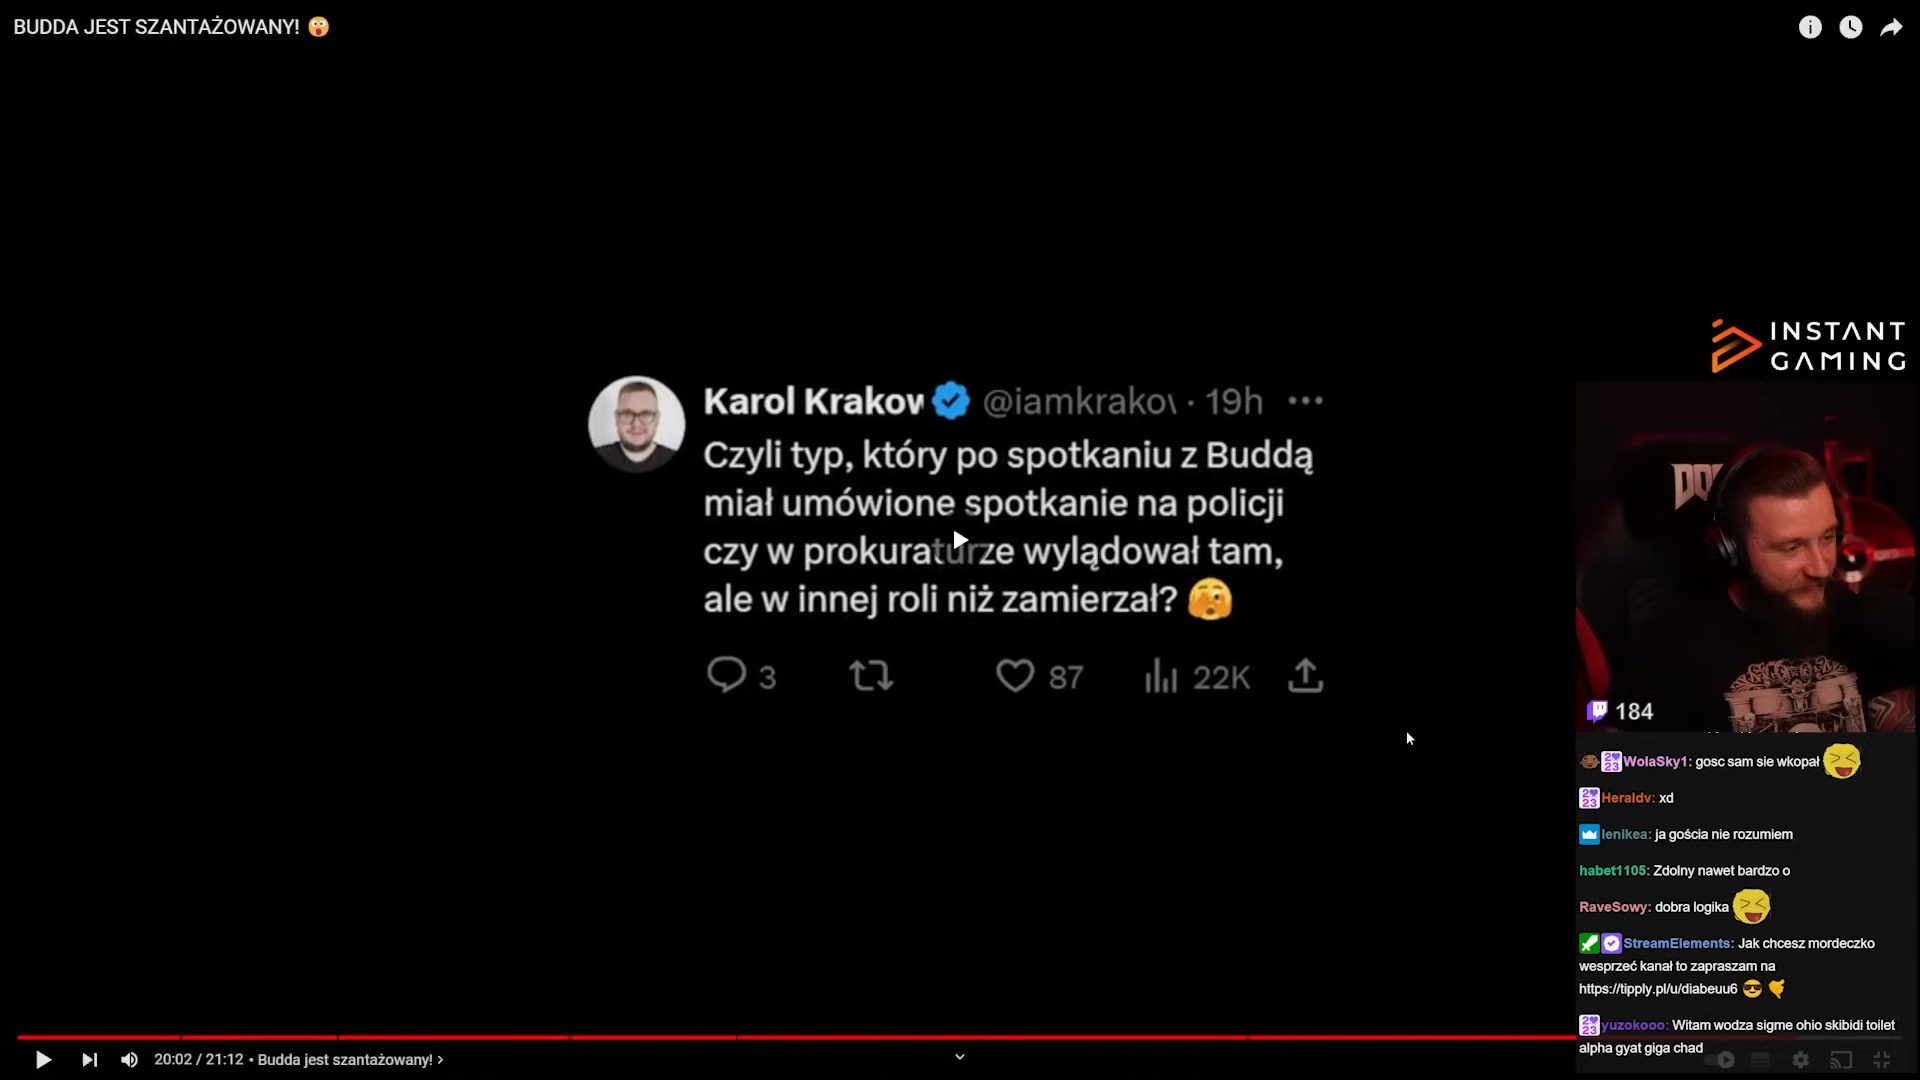 BUDDA JEST SZANTAŻOWANY! 😲
INSTANT
GAMING
Karol Krakow @iamkrakov · 19h ···
Czyli typ, który po spotkaniu z Buddą
miał umówione spotkanie na policji
czy w prokuraturze wylądował tam,
ale w innej roli niż zamierzał? 🫣
3 87 22K
184
WolaSky1: gosc sam sie wkopał
Heraldv: xd
lenikea: ja gościa nie rozumiem
habet1105: Zdolny nawet bardzo o
RaveSowy: dobra logika
StreamElements: Jak chcesz mordeczko
wesprzeć kanał to zapraszam na
https://tipply.pl/u/diabeuu6 😎 🤙
yuzokooo: Witam wodza sigme ohio skibidi toilet
alpha gyat giga chad
20:02 / 21:12 • Budda jest szantażowany! ›